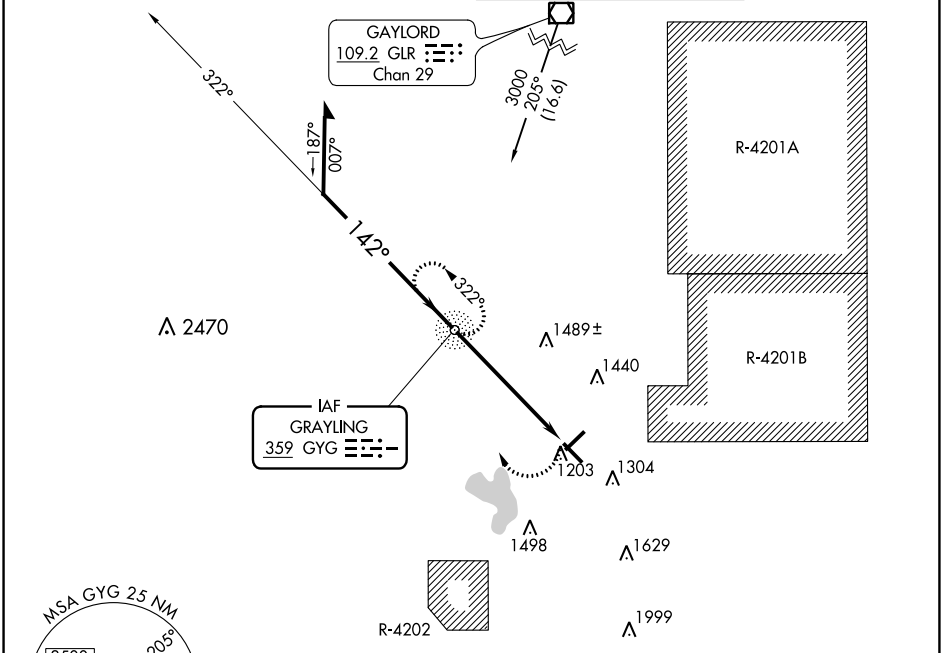 GAYLORD
109.2 GLR
Chan 29
3000
205°
(16.6)
322°
187°
007°
R-4201A
142°
322°
2470
1489±
1440
R-4201B
IAF
GRAYLING
359 GYG
1203
1304
1498
1629
R-4202
1999
MSA GYG 25 NM
205°